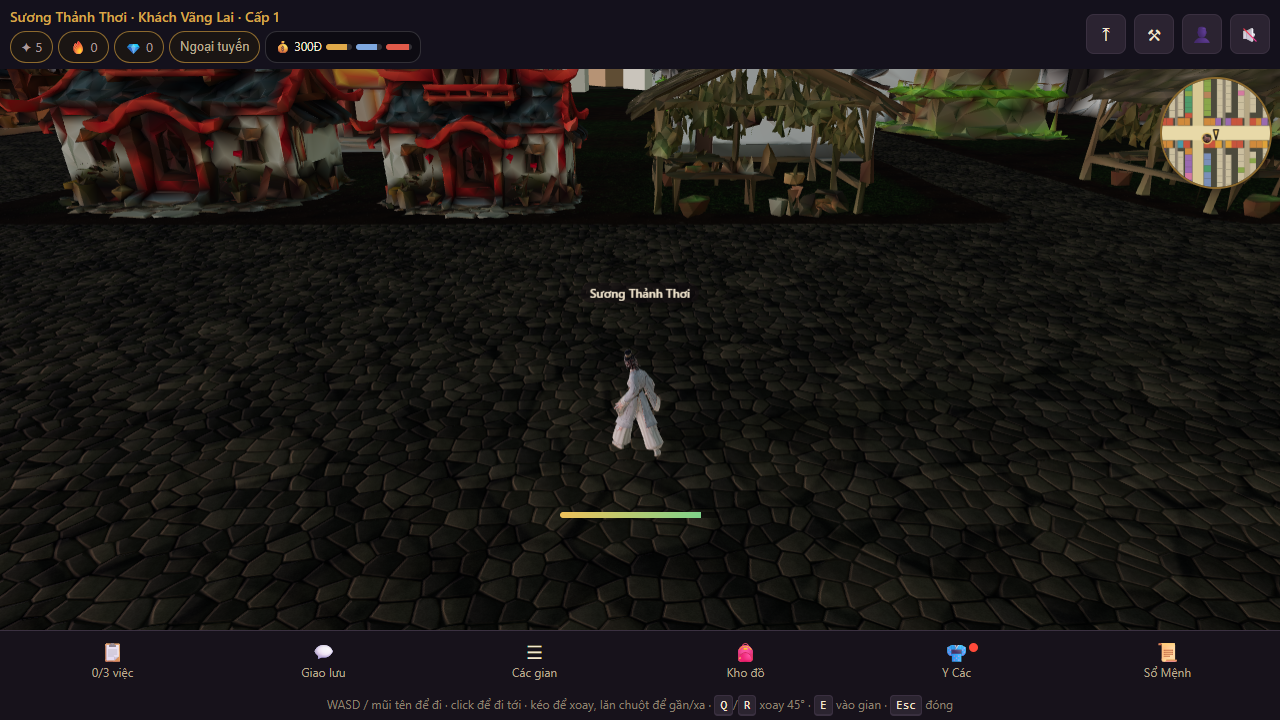 Sương Thảnh Thơi · Khách Vãng Lai · Cấp 1
✦ 5 🔥 0 💎 0 Ngoại tuyến 💰 300Đ
Sương Thảnh Thơi
0/3 việc
Giao lưu
Các gian
Kho đồ
Y Các
Sổ Mệnh
WASD / mũi tên để đi · click để đi tới · kéo để xoay, lăn chuột để gần/xa · Q / R xoay 45° · E vào gian · Esc đóng